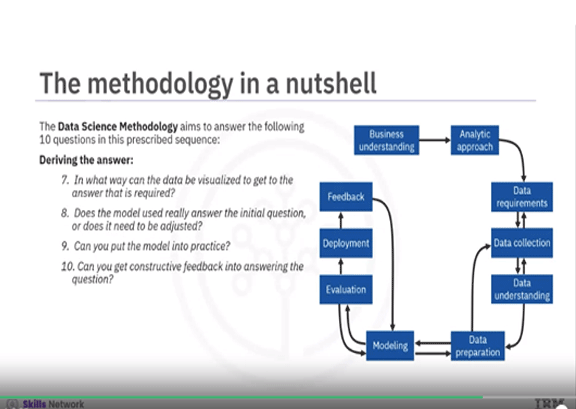 The methodology in a nutshell
The Data Science Methodology aims to answer the following
10 questions in this prescribed sequence:
Deriving the answer:
7. In what way can the data be visualized to get to the
answer that is required?
8. Does the model used really answer the initial question,
or does it need to be adjusted?
9. Can you put the model into practice?
10. Can you get constructive feedback into answering the
question?
Business
understanding
Analytic
approach
Data
requirements
Data collection
Data
understanding
Data
preparation
Modeling
Evaluation
Deployment
Feedback
Skills Network
IBM